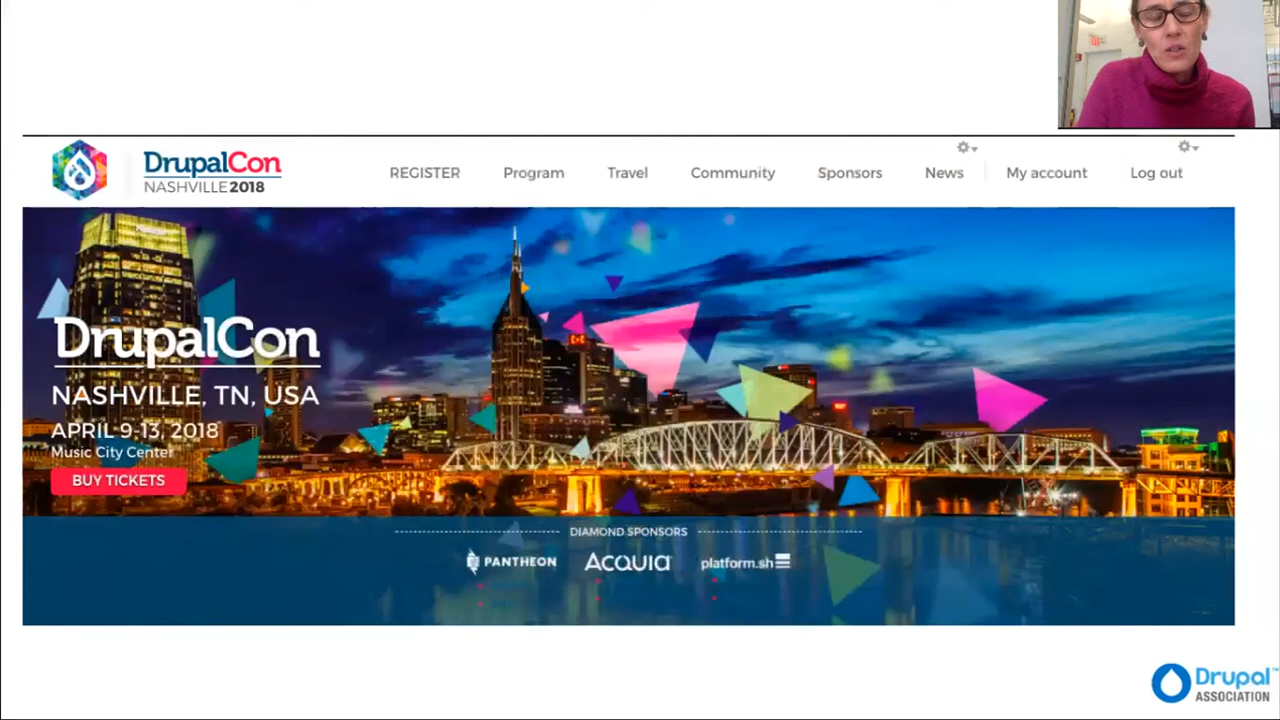 DrupalCon
NASHVILLE 2018
REGISTER Program Travel Community Sponsors News My account Log out
DrupalCon
NASHVILLE, TN, USA
APRIL 9-13, 2018
Music City Center
BUY TICKETS
DIAMOND SPONSORS
PANTHEON ACQUIA platform.sh
Drupal™
ASSOCIATION